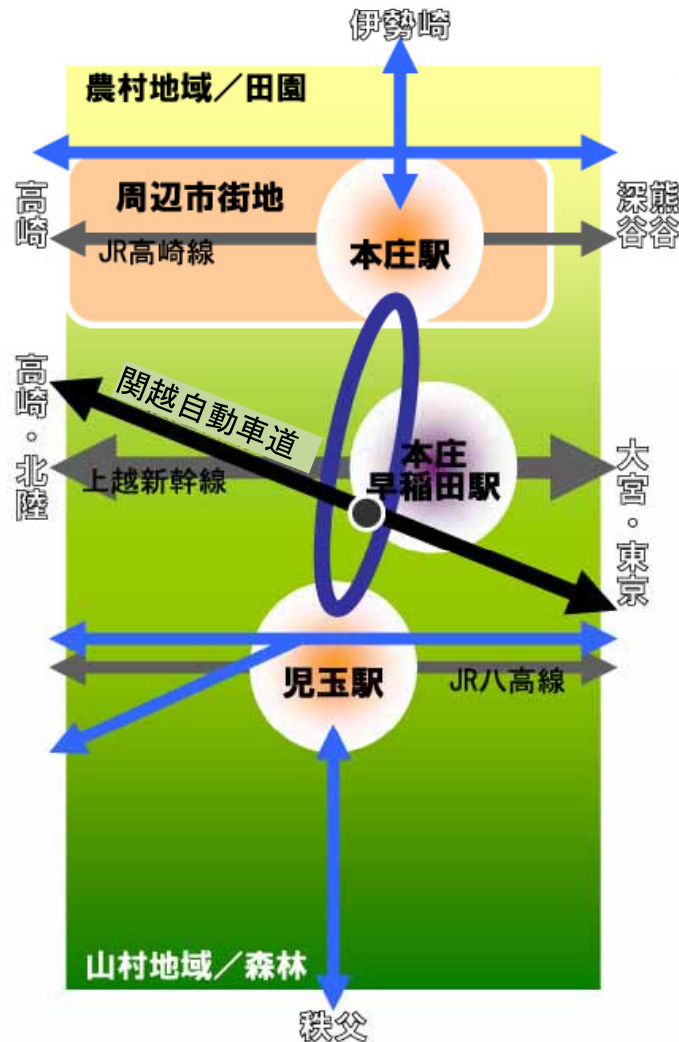 伊勢崎
農村地域／田園
高崎
周辺市街地
深谷
熊谷
JR高崎線
本庄駅
高崎・北陸
関越自動車道
上越新幹線
本庄
早稲田駅
大宮・東京
児玉駅
JR八高線
山村地域／森林
秩父